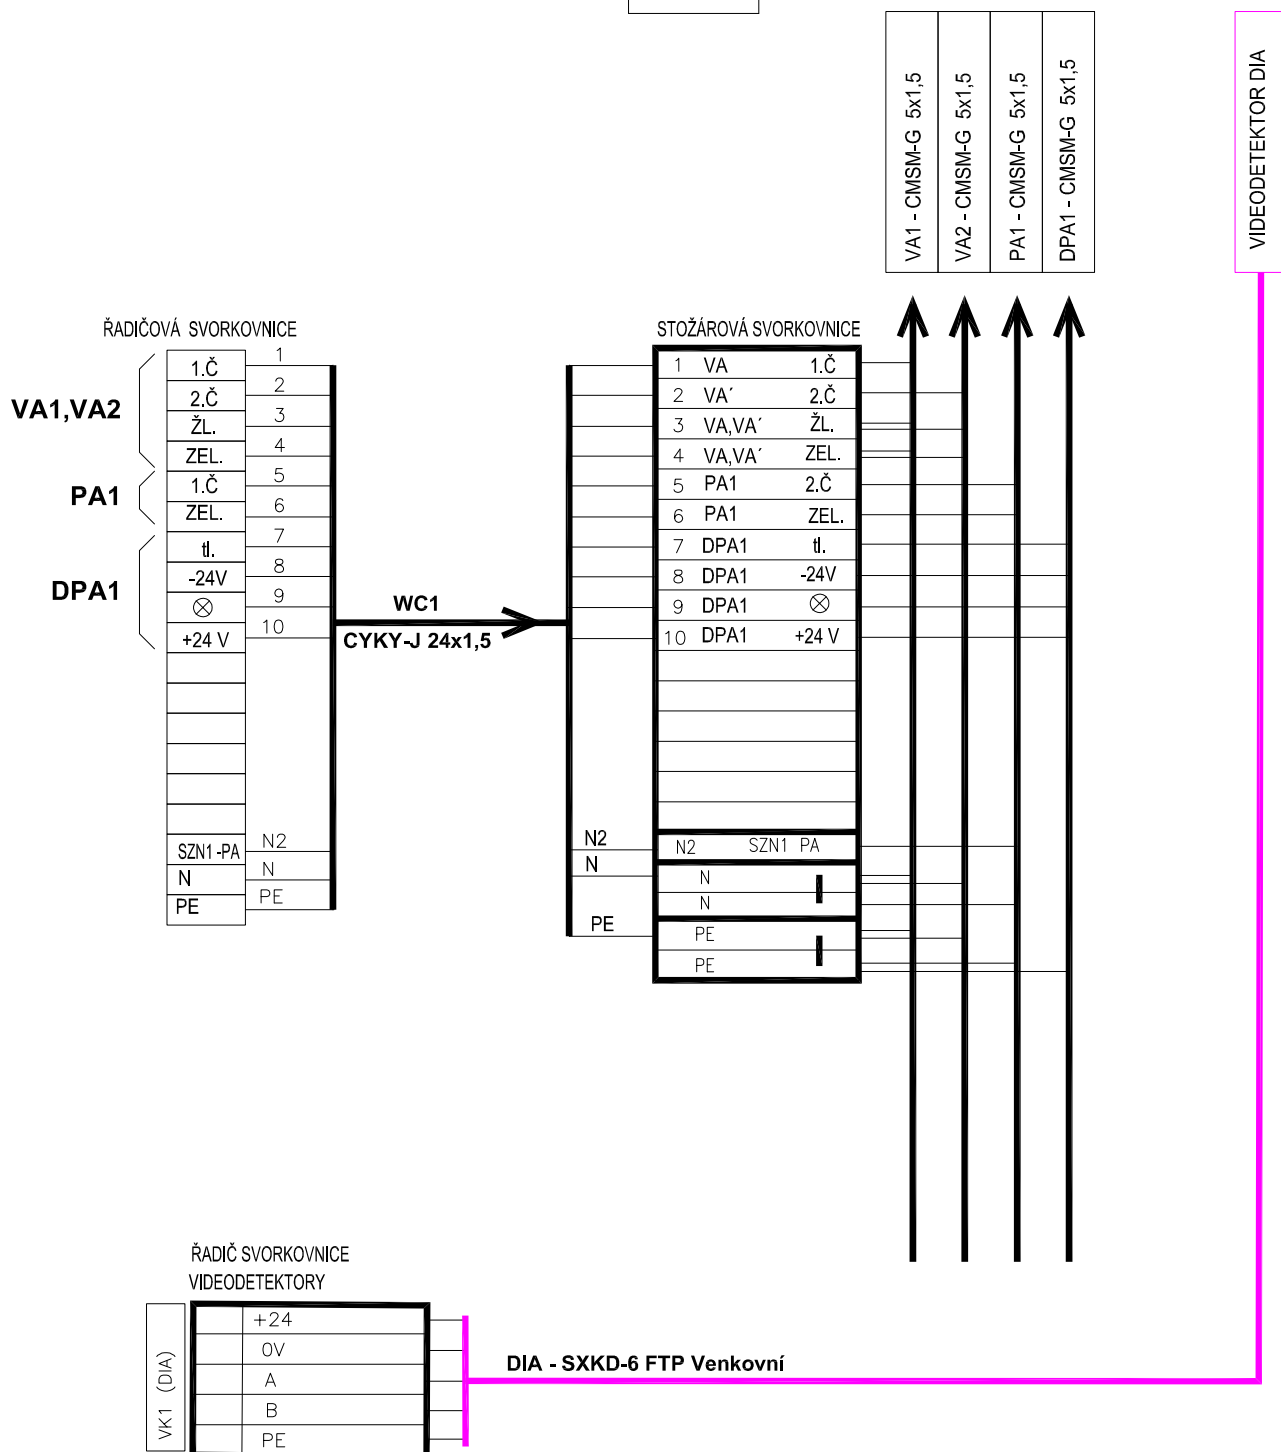 VA1 - CMSM-G 5x1,5
VA2 - CMSM-G 5x1,5
PA1 - CMSM-G 5x1,5
DPA1 - CMSM-G 5x1,5
VIDEODETEKTOR DIA
ŘADIČOVÁ SVORKOVNICE
VA1,VA2
PA1
DPA1
1.Č 1
2.Č 2
ŽL. 3
ZEL. 4
1.Č 5
ZEL. 6
tl. 7
-24V 8
9
+24 V 10
SZN1 -PA N2
N N
PE PE
WC1
CYKY-J 24x1,5
STOŽÁROVÁ SVORKOVNICE
1 VA 1.Č
2 VA´ 2.Č
3 VA,VA´ ŽL.
4 VA,VA´ ZEL.
5 PA1 2.Č
6 PA1 ZEL.
7 DPA1 tl.
8 DPA1 -24V
9 DPA1
10 DPA1 +24 V
N2 N2 SZN1 PA
N N
N
PE PE
PE
ŘADIČ SVORKOVNICE
VIDEODETEKTORY
VK1 (DIA)
+24
0V
A
B
PE
DIA - SXKD-6 FTP Venkovní